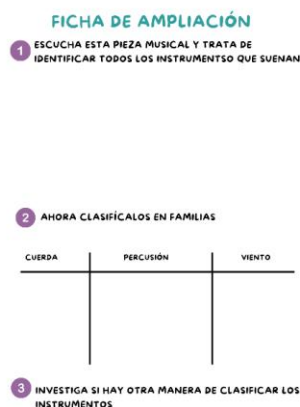 FICHA DE AMPLIACIÓN
1 ESCUCHA ESTA PIEZA MUSICAL Y TRATA DE
IDENTIFICAR TODOS LOS INSTRUMENTSO QUE SUENAN
2 AHORA CLASIFÍCALOS EN FAMILIAS
CUERDA PERCUSIÓN VIENTO
3 INVESTIGA SI HAY OTRA MANERA DE CLASIFICAR LOS
INSTRUMENTOS